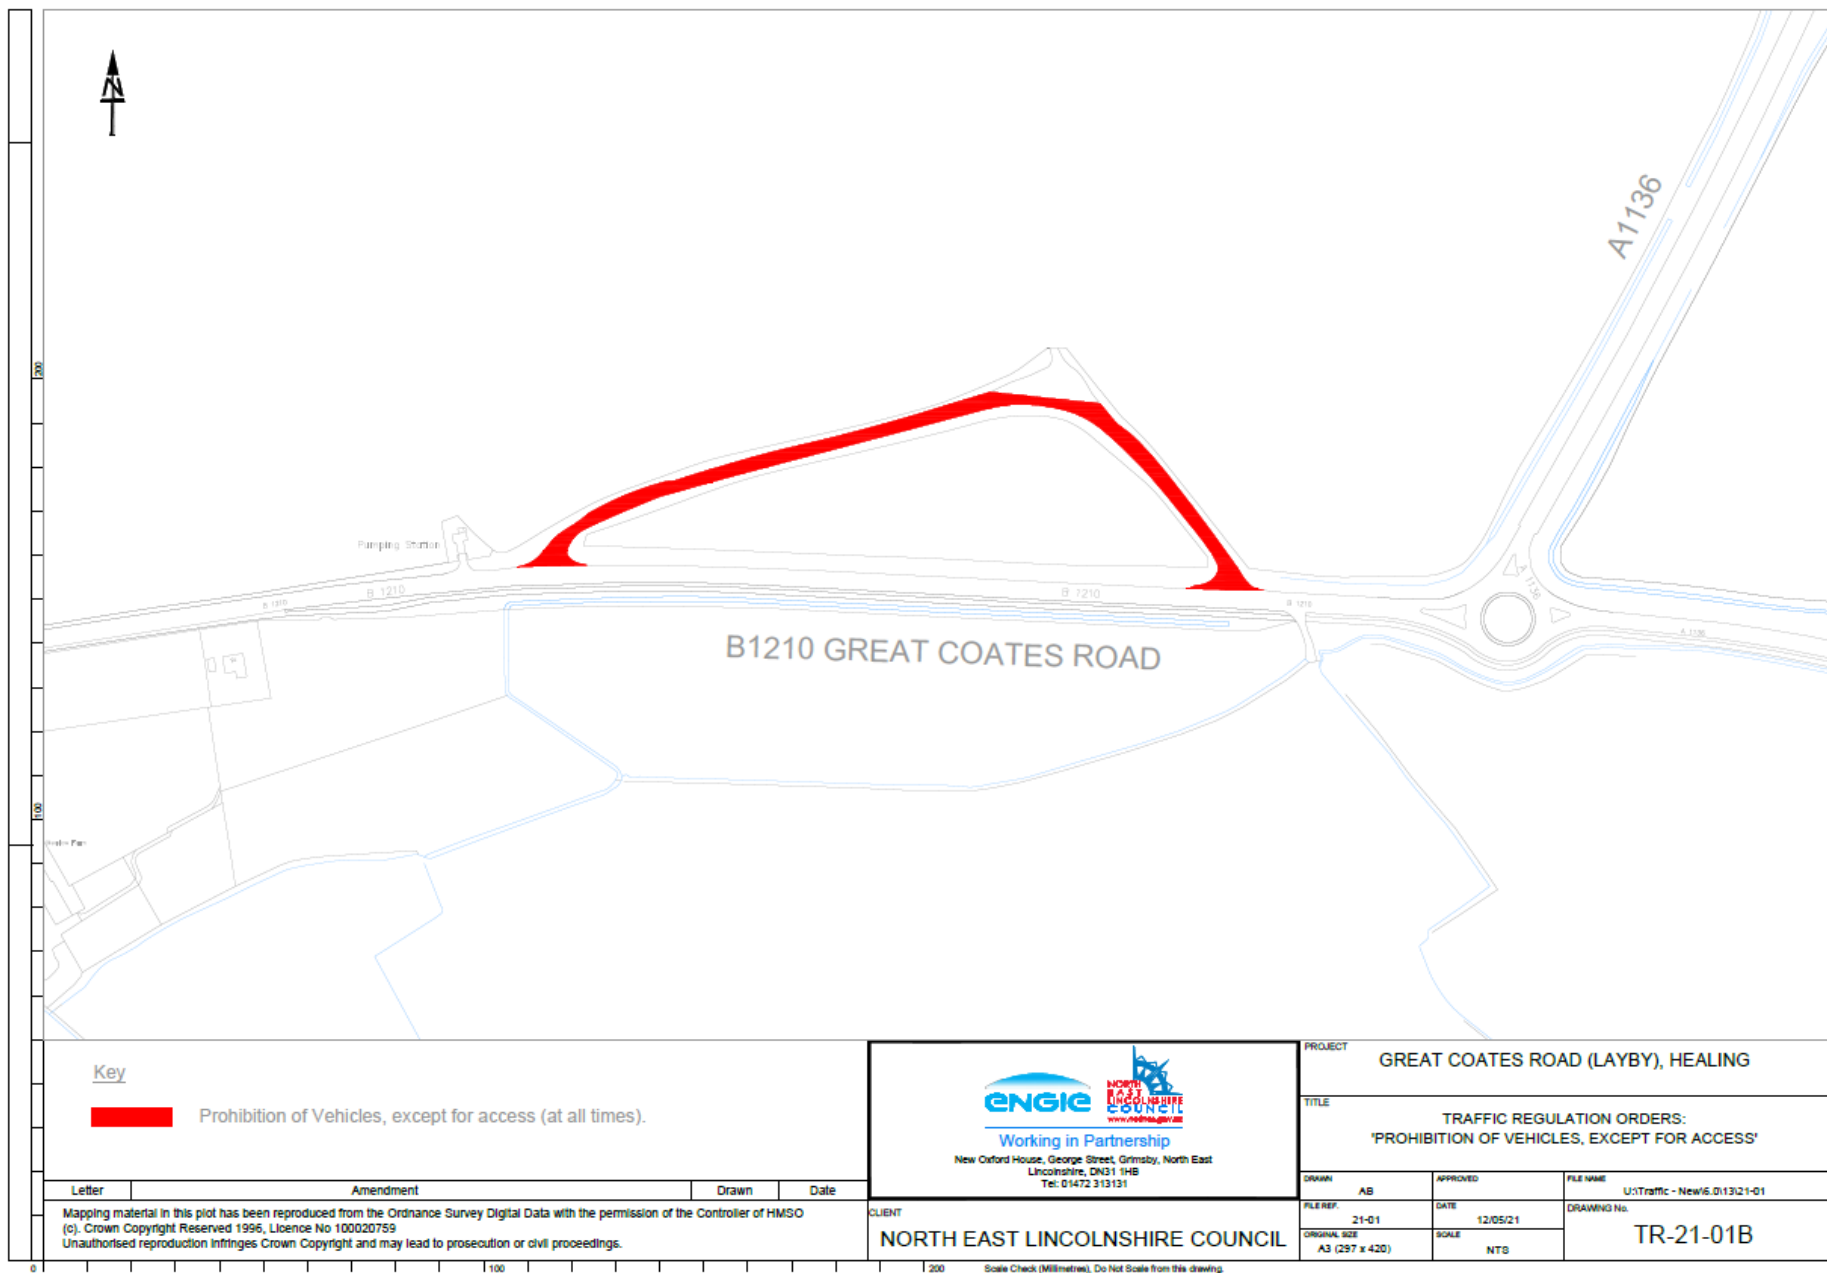 N
A1136
200
Pumping Station
B 1210
B 1210
B 1210
B 1210
A 1136
A 1136
B1210 GREAT COATES ROAD
100
Key
Prohibition of Vehicles, except for access (at all times).
Letter Amendment Drawn Date
Mapping material in this plot has been reproduced from the Ordnance Survey Digital Data with the permission of the Controller of HMSO
(c). Crown Copyright Reserved 1996, Licence No 100020759
Unauthorised reproduction infringes Crown Copyright and may lead to prosecution or civil proceedings.
ENGIE
NORTH
EAST
LINCOLNSHIRE
COUNCIL
www.nelincs.gov.uk
Working in Partnership
New Oxford House, George Street, Grimsby, North East
Lincolnshire, DN31 1HB
Tel: 01472 313131
CLIENT
NORTH EAST LINCOLNSHIRE COUNCIL
PROJECT
GREAT COATES ROAD (LAYBY), HEALING
TITLE
TRAFFIC REGULATION ORDERS:
'PROHIBITION OF VEHICLES, EXCEPT FOR ACCESS'
DRAWN
AB
APPROVED
FILE NAME
U:\Traffic - New\6.0\13\21-01
FILE REF.
21-01
DATE
12/05/21
DRAWING No.
TR-21-01B
ORIGINAL SIZE
A3 (297 x 420)
SCALE
NTS
0 100 200
Scale Check (Millimetres), Do Not Scale from this drawing.